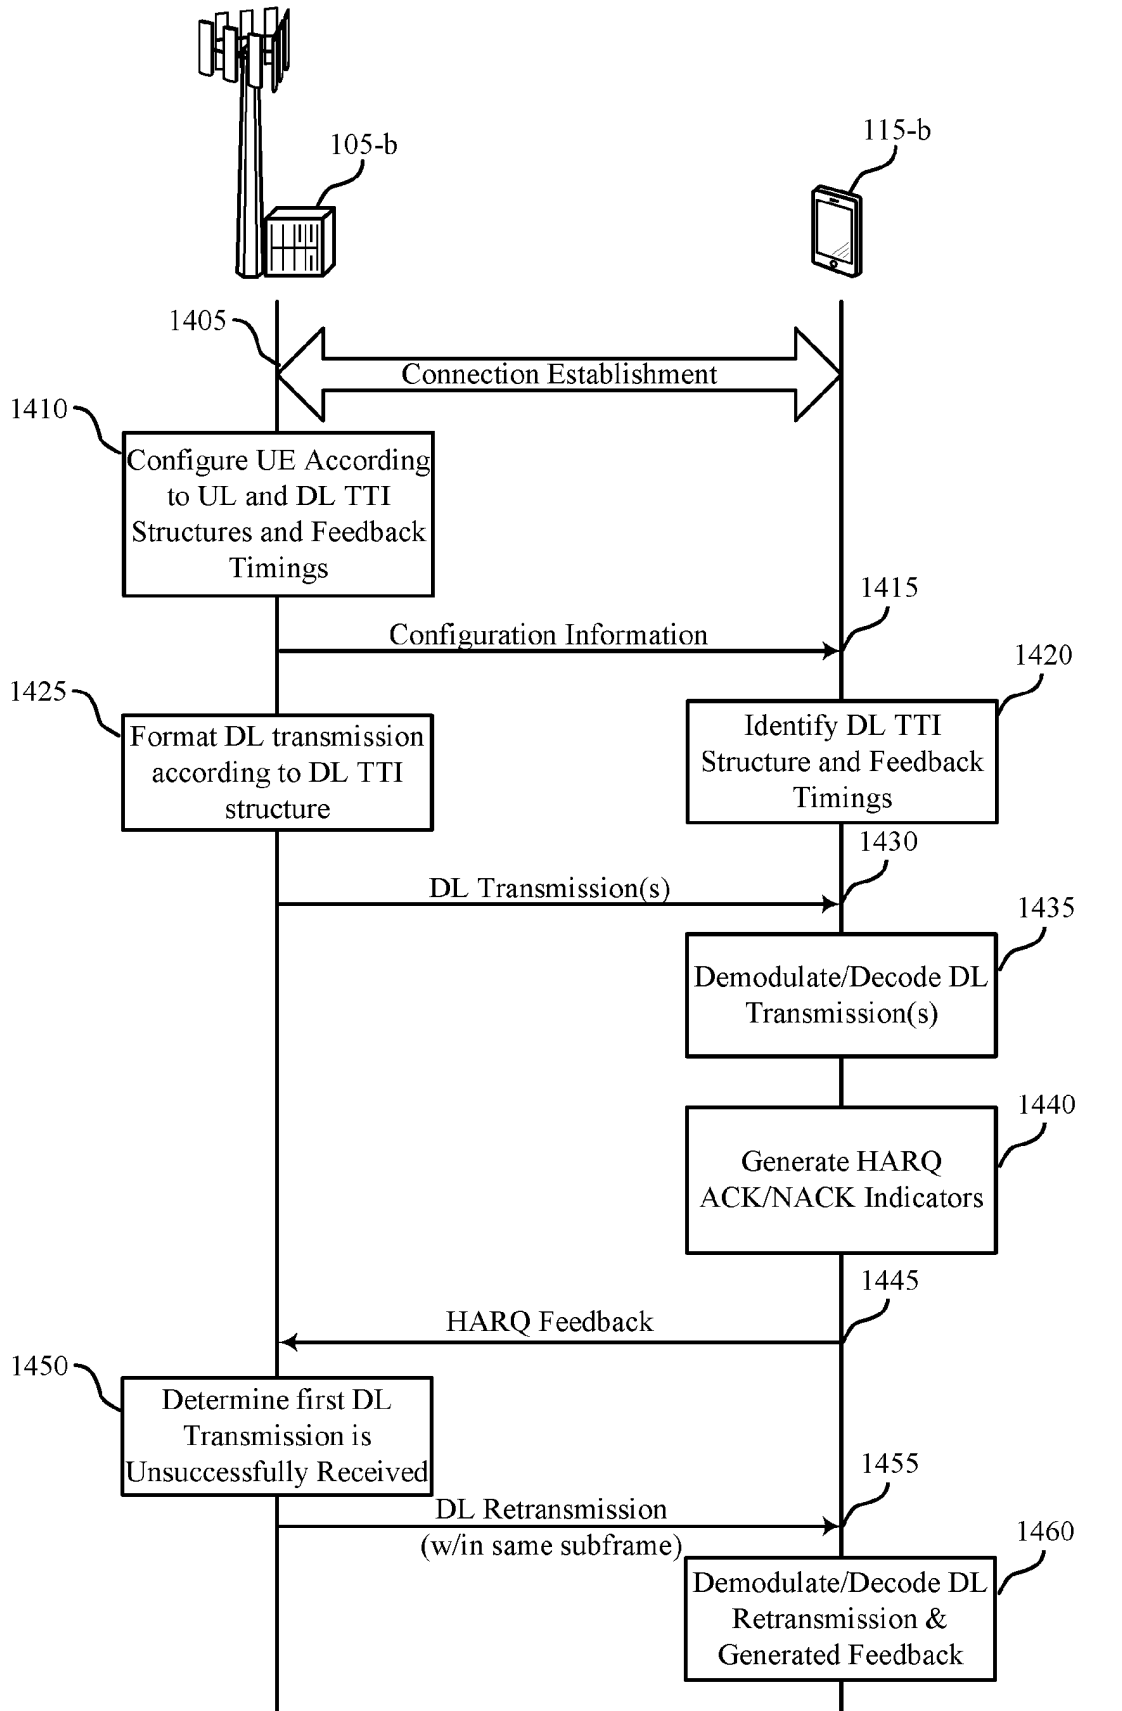 105-b
115-b
1405
Connection Establishment
1410
Configure UE According
to UL and DL TTI
Structures and Feedback
Timings
1415
Configuration Information
1420
1425
Identify DL TTI
Structure and Feedback
Timings
Format DL transmission
according to DL TTI
structure
1430
DL Transmission(s)
1435
Demodulate/Decode DL
Transmission(s)
1440
Generate HARQ
ACK/NACK Indicators
1445
HARQ Feedback
1450
Determine first DL
Transmission is
Unsuccessfully Received
1455
DL Retransmission
(w/in same subframe)
1460
Demodulate/Decode DL
Retransmission &
Generated Feedback